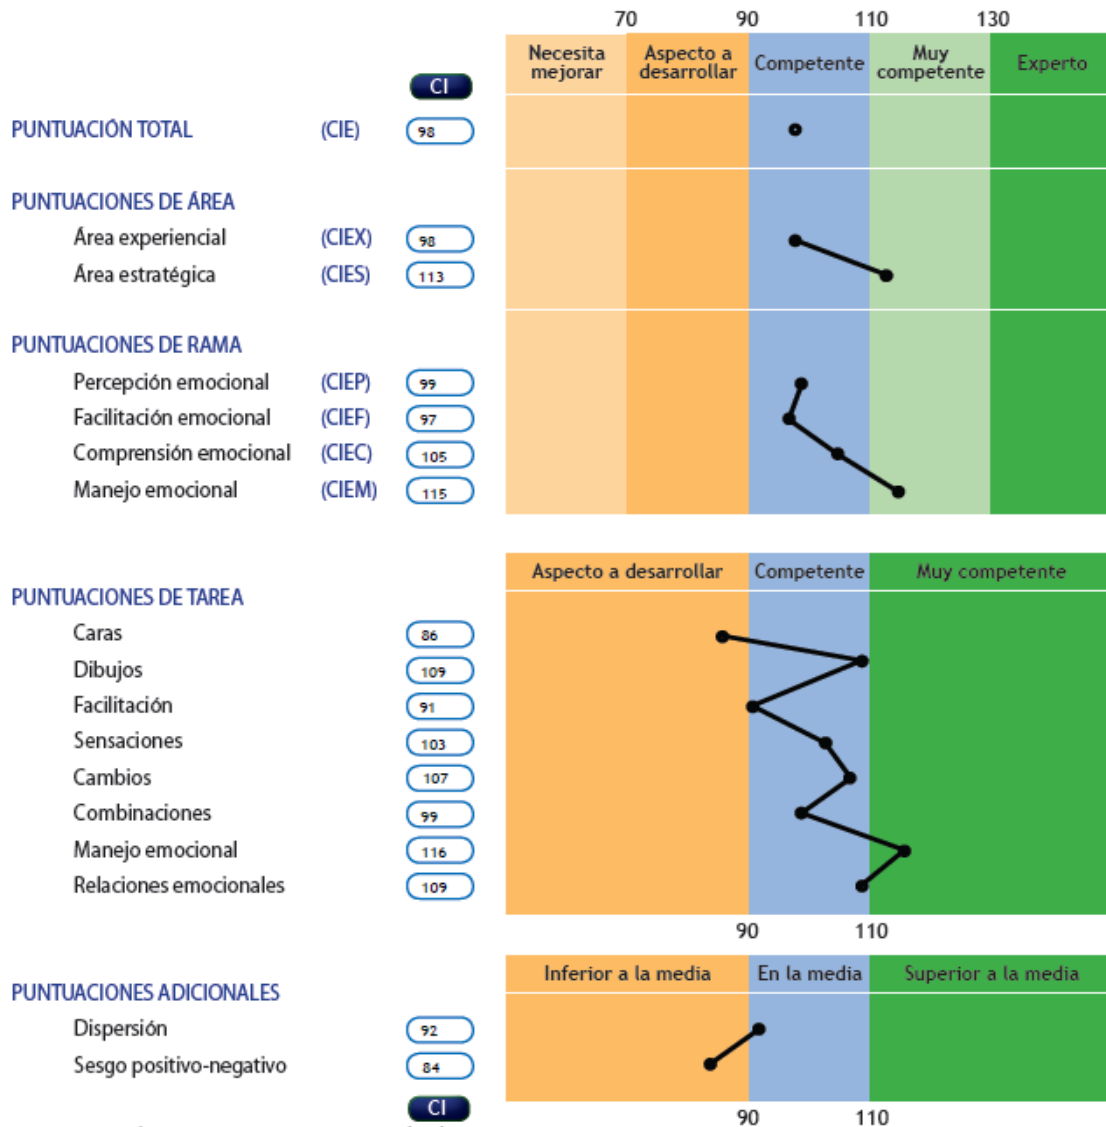 70 90 110 130
Necesita mejorar Aspecto a desarrollar Competente Muy competente Experto
CI
PUNTUACIÓN TOTAL (CIE) 98
PUNTUACIONES DE ÁREA
Área experiencial (CIEX) 98
Área estratégica (CIES) 113
PUNTUACIONES DE RAMA
Percepción emocional (CIEP) 99
Facilitación emocional (CIEF) 97
Comprensión emocional (CIEC) 105
Manejo emocional (CIEM) 115
Aspecto a desarrollar Competente Muy competente
PUNTUACIONES DE TAREA
Caras 86
Dibujos 109
Facilitación 91
Sensaciones 103
Cambios 107
Combinaciones 99
Manejo emocional 116
Relaciones emocionales 109
90 110
Inferior a la media En la media Superior a la media
PUNTUACIONES ADICIONALES
Dispersión 92
Sesgo positivo-negativo 84
CI
90 110